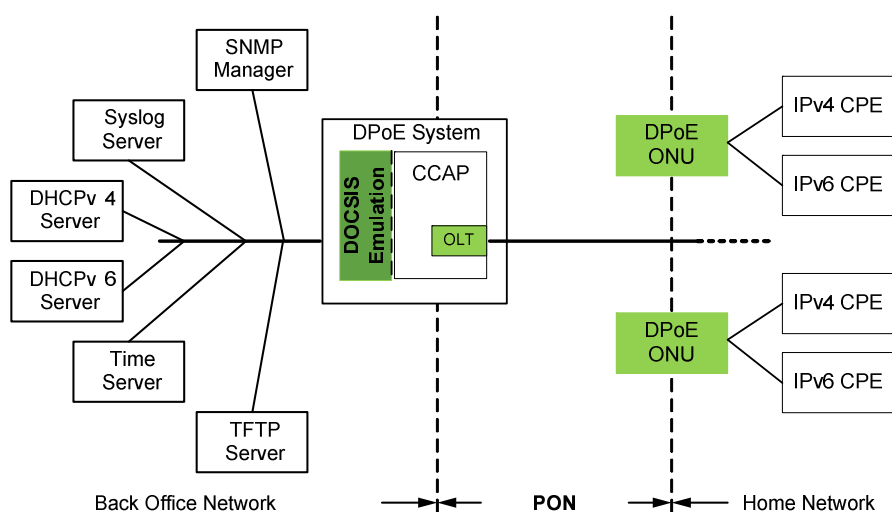 SNMP
Manager
Syslog
Server
DHCPv 4
Server
DHCPv 6
Server
Time
Server
TFTP
Server
DPoE System
DOCSIS
Emulation
CCAP
OLT
DPoE
ONU
IPv4 CPE
IPv6 CPE
DPoE
ONU
IPv4 CPE
IPv6 CPE
Back Office Network
PON
Home Network